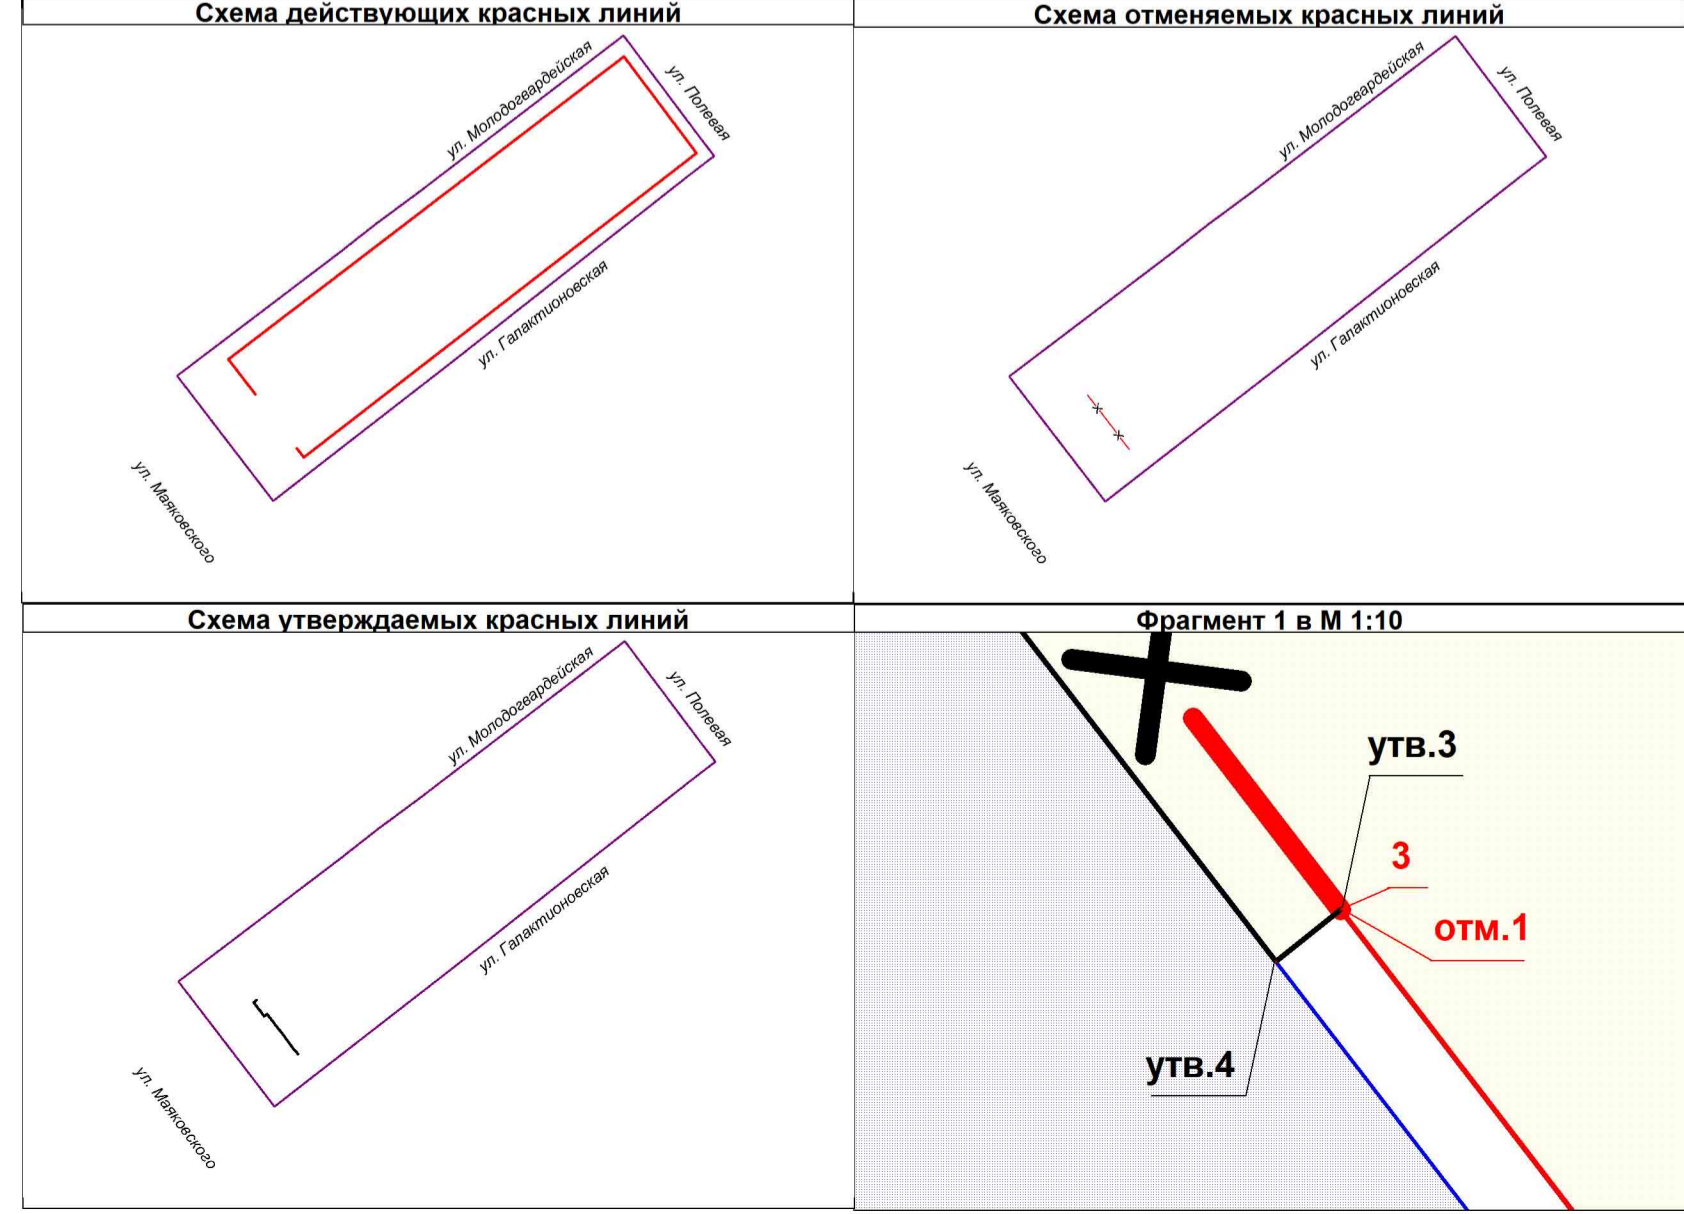 Схема действующих красных линий
ул. Молодогвардейская
ул. Полевая
ул. Галактионовская
ул. Маяковского
Схема отменяемых красных линий
ул. Молодогвардейская
ул. Полевая
ул. Галактионовская
ул. Маяковского
Схема утверждаемых красных линий
ул. Молодогвардейская
ул. Полевая
ул. Галактионовская
ул. Маяковского
Фрагмент 1 в М 1:10
утв.3
3
отм.1
утв.4